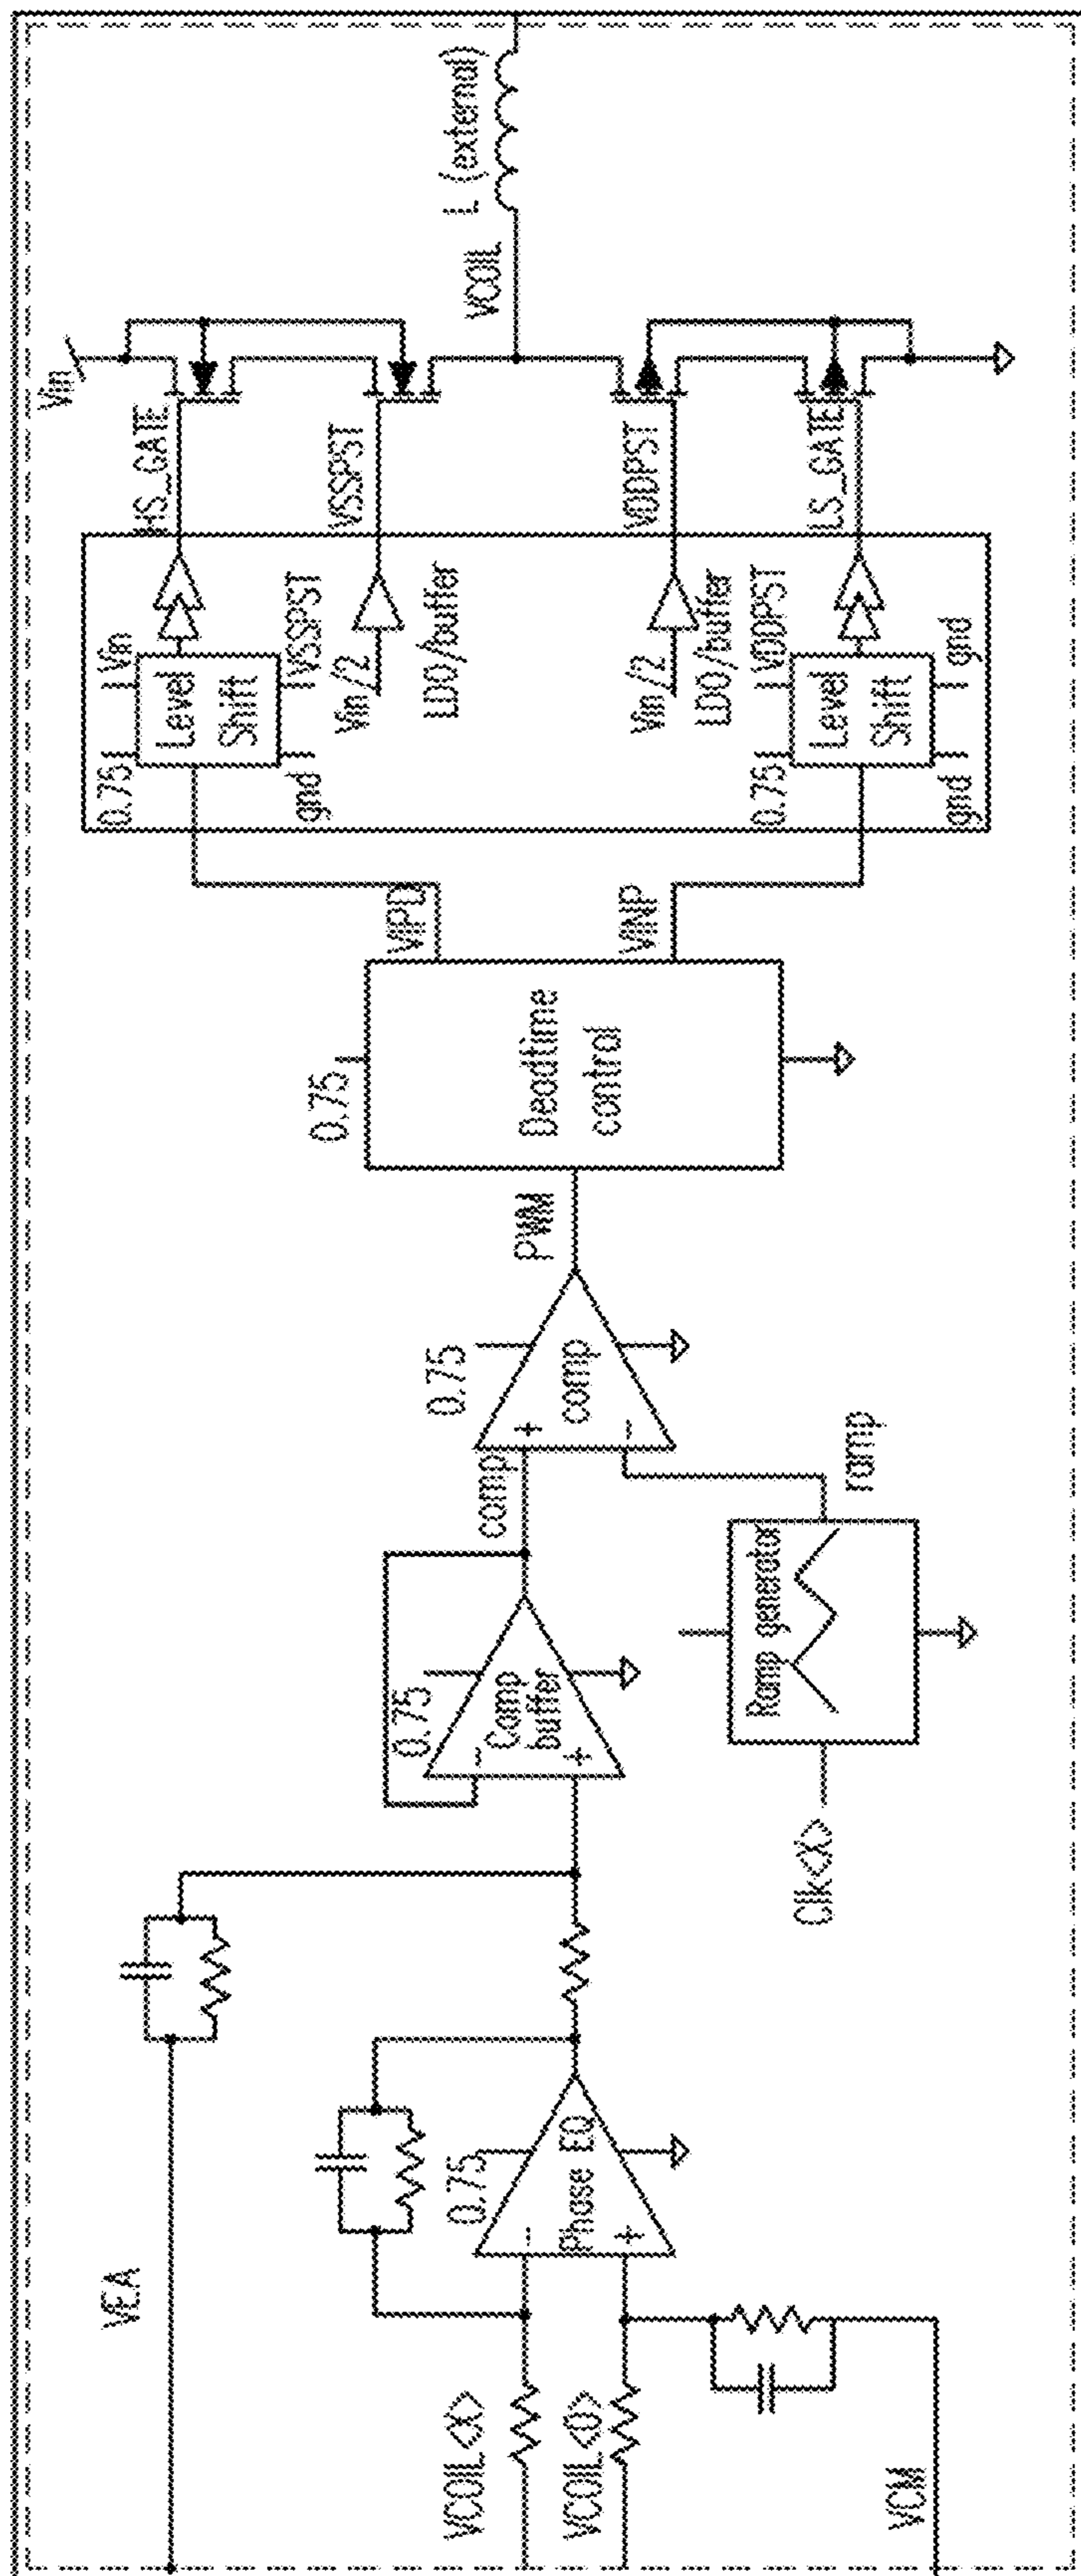 VEA
VCOIL<X>
VCOIL<0>
VCM
0.75
-
Phase EQ
+
0.75
-
Comp
buffer
+
comp
Clk<X>
Ramp generator
ramp
0.75
+
comp
-
PWM
0.75
Deadtime
control
VIPD
VINP
0.75
Vin
Level
Shift
gnd
VSSPST
Vin/2
LDO/buffer
Vin/2
LDO/buffer
0.75
VDDPST
Level
Shift
gnd
gnd
HS_GATE
VSSPST
VDDPST
LS_GATE
Vin
VCOIL
L (external)